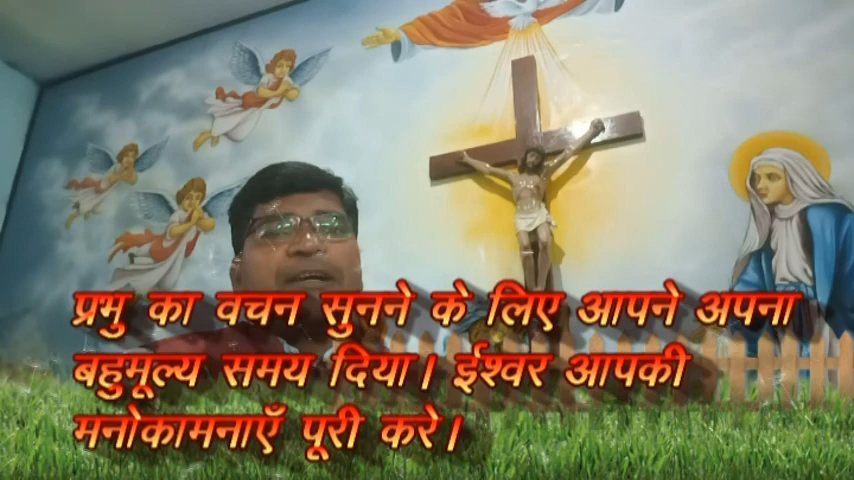 प्रभु का वचन सुनने के लिए आपने अपना
बहुमूल्य समय दिया। ईश्वर आपकी
मनोकामनाएँ पूरी करे।